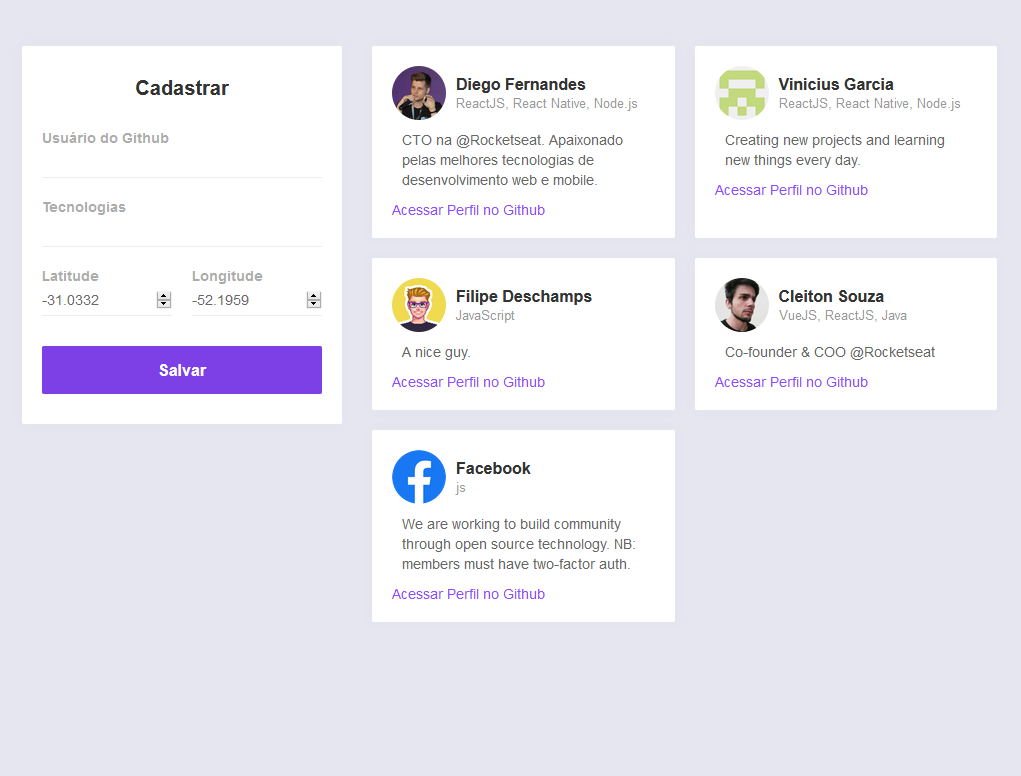 Cadastrar
Usuário do Github
Tecnologias
Latitude Longitude
-31.0332 -52.1959
Salvar
Diego Fernandes
ReactJS, React Native, Node.js
CTO na @Rocketseat. Apaixonado
pelas melhores tecnologias de
desenvolvimento web e mobile.
Acessar Perfil no Github
Vinicius Garcia
ReactJS, React Native, Node.js
Creating new projects and learning
new things every day.
Acessar Perfil no Github
Filipe Deschamps
JavaScript
A nice guy.
Acessar Perfil no Github
Cleiton Souza
VueJS, ReactJS, Java
Co-founder & COO @Rocketseat
Acessar Perfil no Github
Facebook
js
We are working to build community
through open source technology. NB:
members must have two-factor auth.
Acessar Perfil no Github